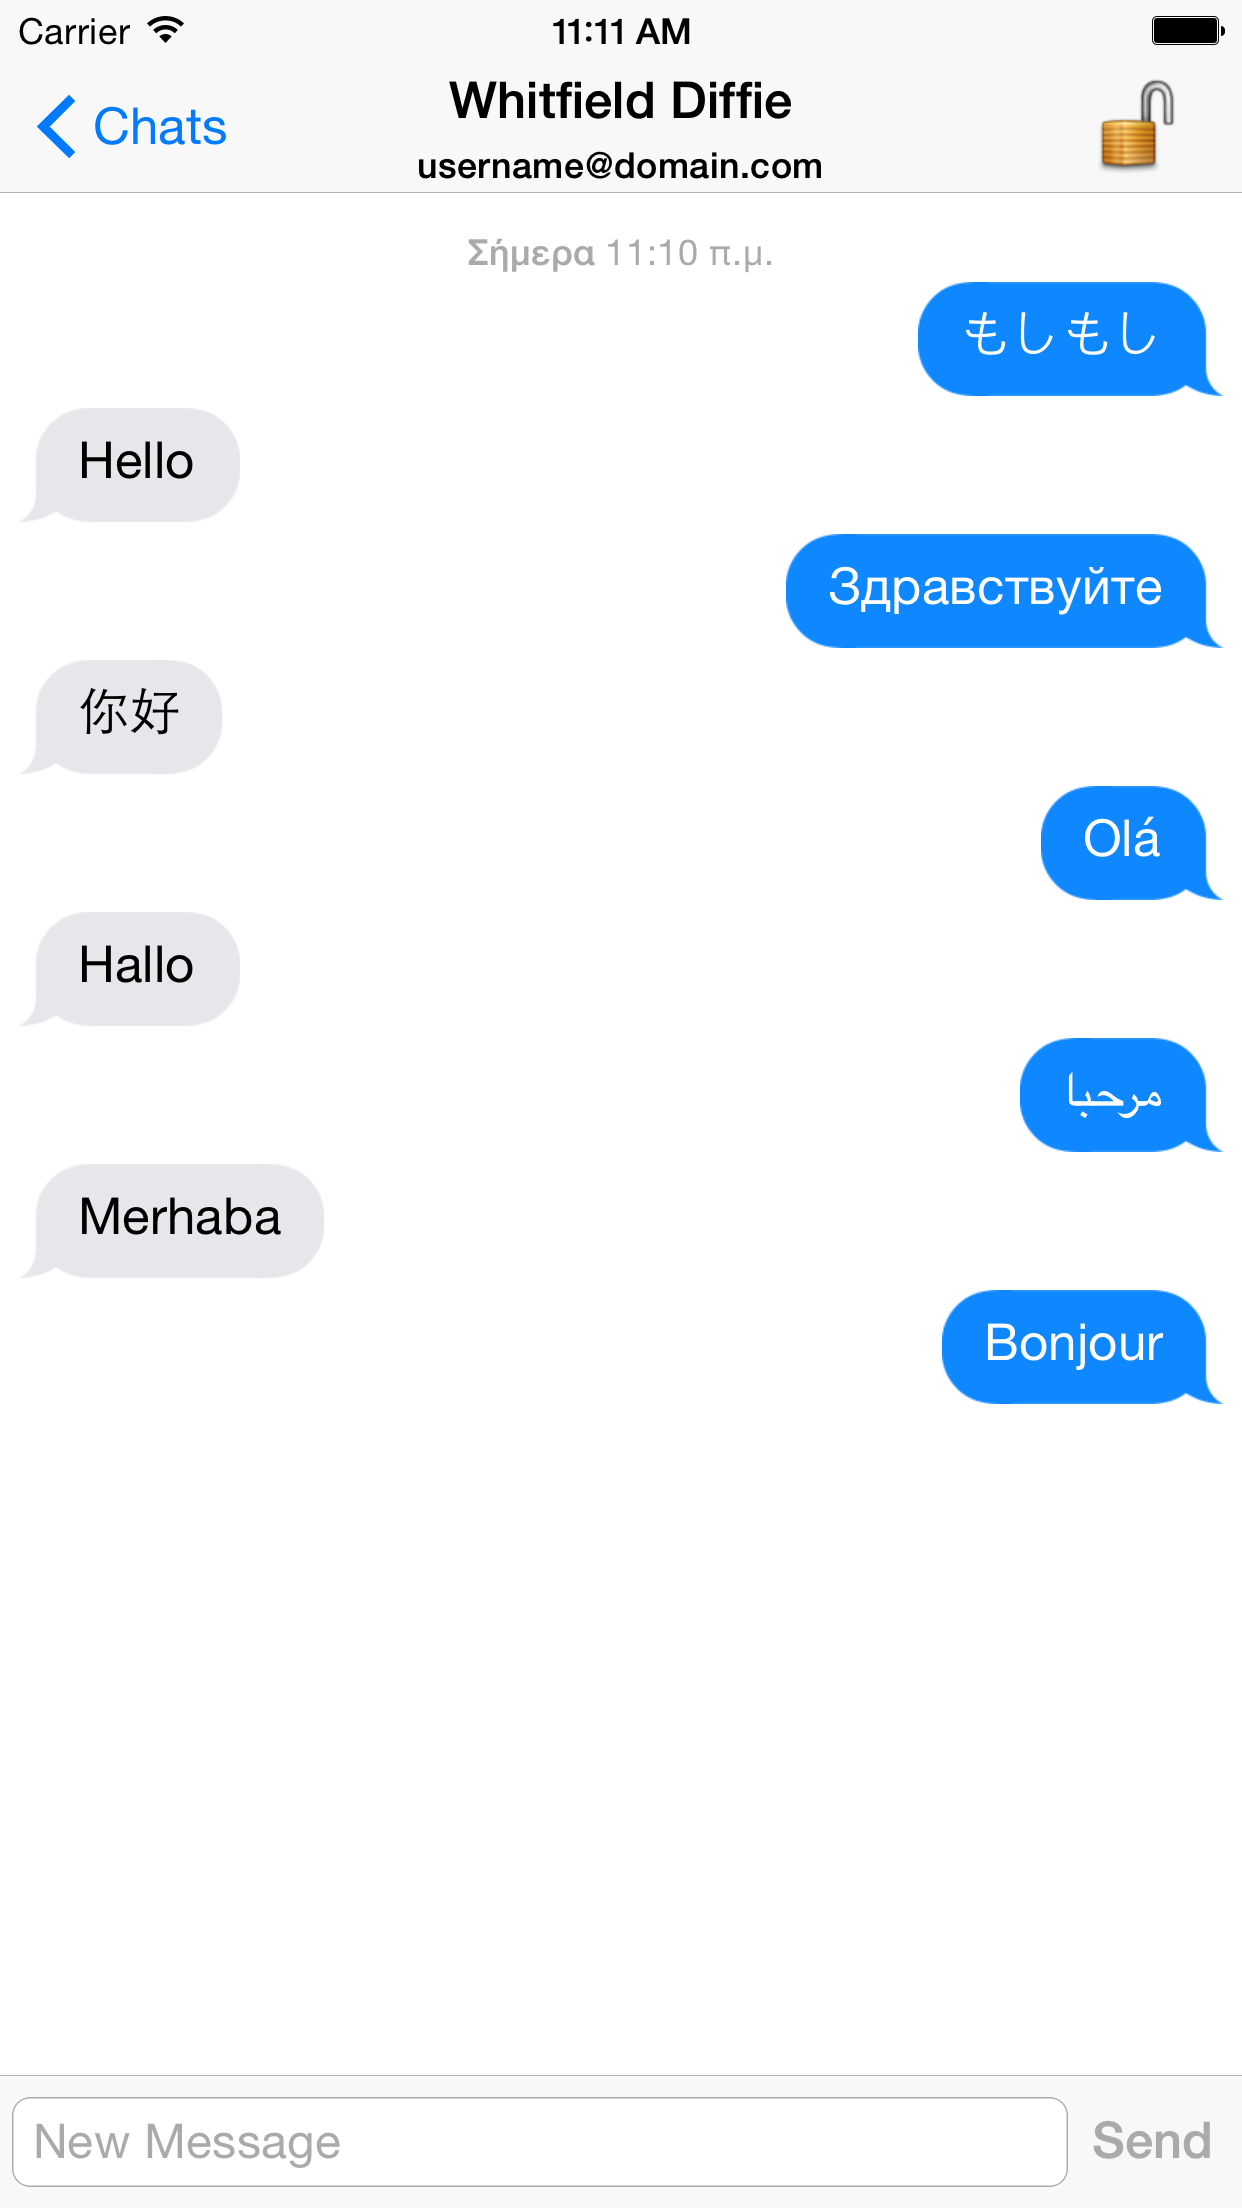 Carrier 11:11 AM
Chats
Whitfield Diffie
username@domain.com
Σήμερα 11:10 π.μ.
もしもし
Hello
Здравствуйте
你好
Olá
Hallo
مرحبا
Merhaba
Bonjour
New Message
Send